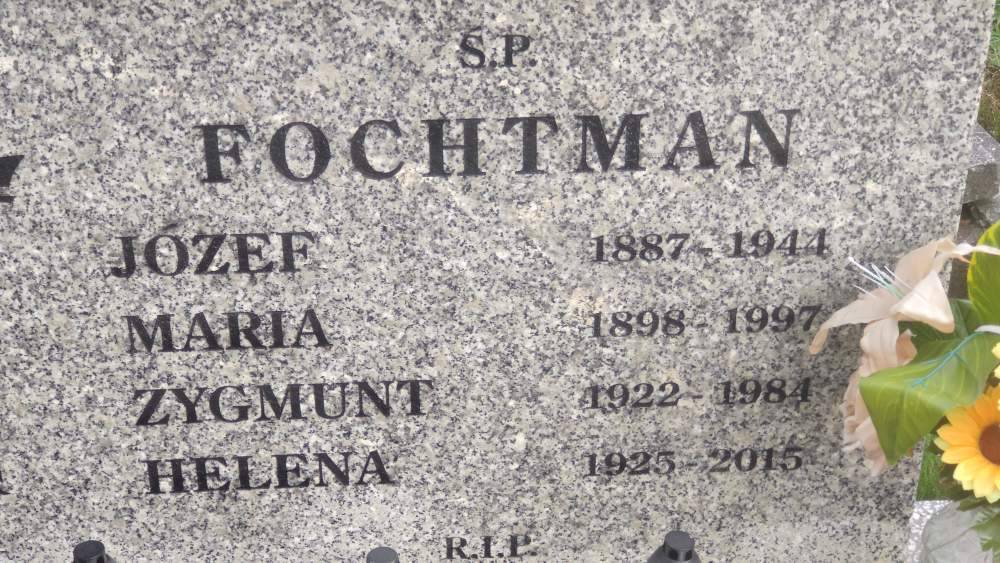 Ś.P.
FOCHTMAN
JÓZEF 1887 - 1944
MARIA 1898 - 1997
ZYGMUNT 1922 - 1984
HELENA 1925 - 2015
R.I.P.